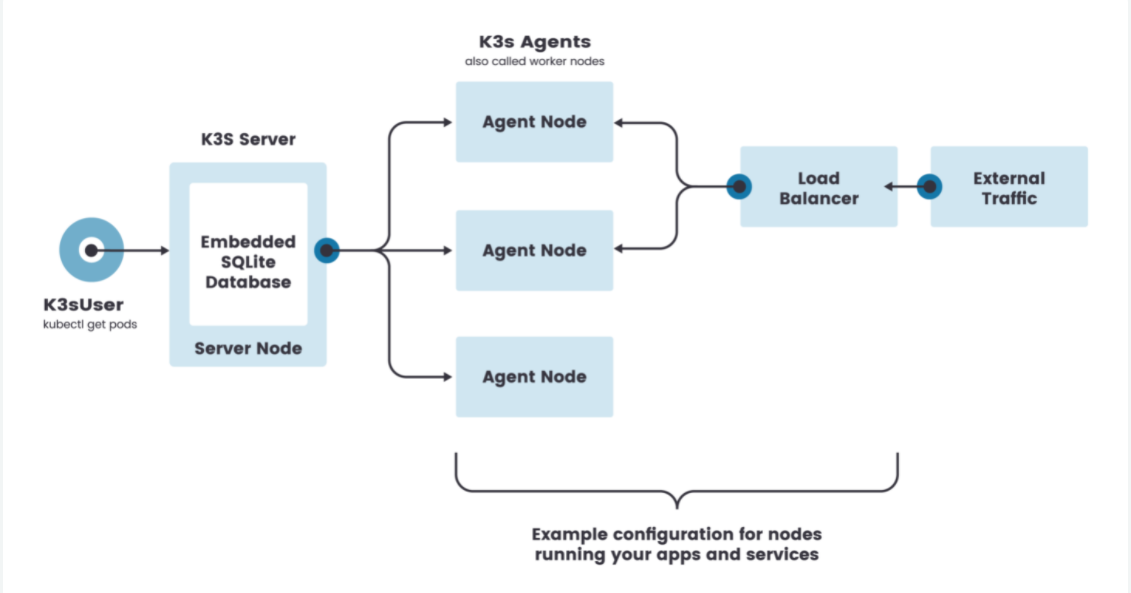 K3s Agents
also called worker nodes
Agent Node
K3S Server
Embedded
SQLite
Database
Server Node
K3sUser
kubectl get pods
Agent Node
Agent Node
Load
Balancer
External
Traffic
Example configuration for nodes
running your apps and services